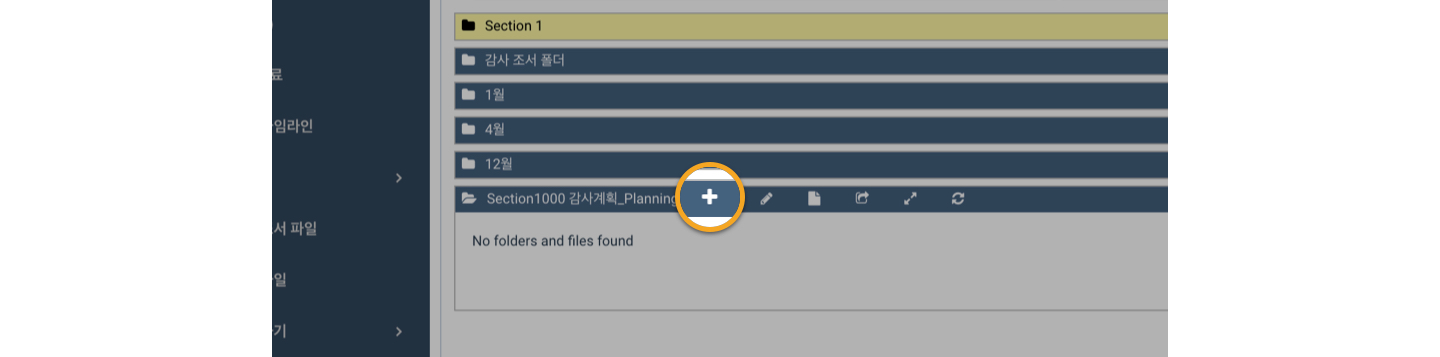 Section 1
감사 조서 폴더
료
1월
임라인
4월
12월
Section1000 감사계획_Planning
서 파일
No folders and files found
일
기